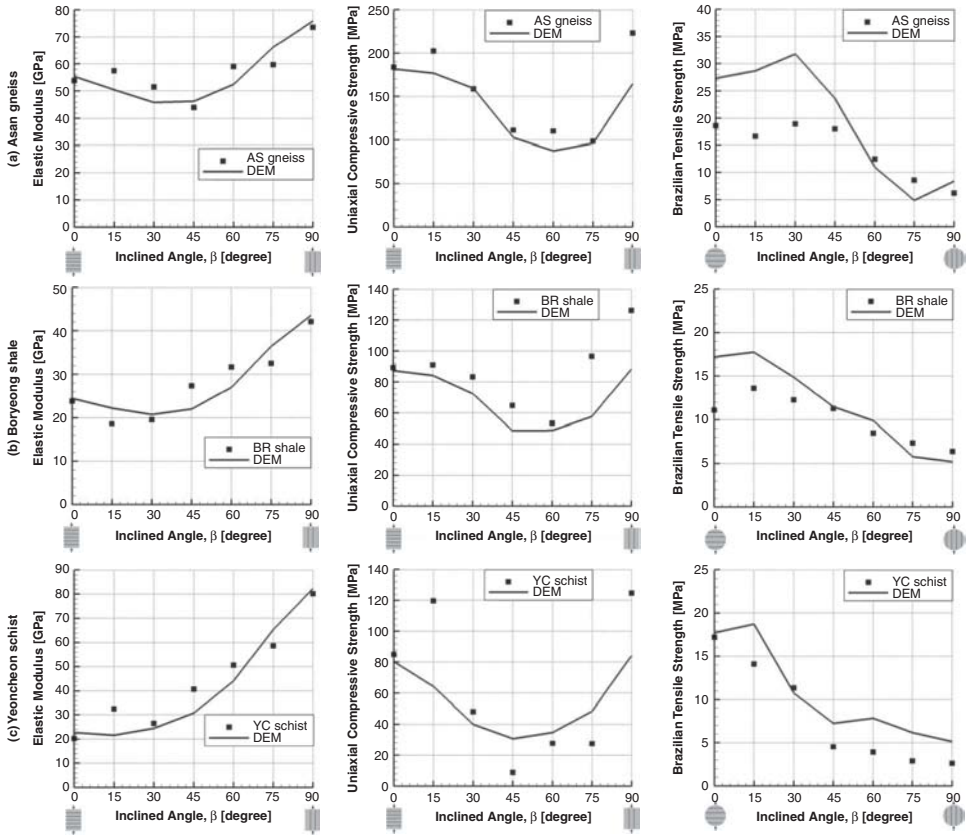 (a) Asan gneiss
Elastic Modulus [GPa]
80
70
60
50
40
30
20
10
0
AS gneiss
DEM
0 15 30 45 60 75 90
Inclined Angle, β [degree]
Uniaxial Compressive Strength [MPa]
250
200
150
100
50
0
AS gneiss
DEM
0 15 30 45 60 75 90
Inclined Angle, β [degree]
Brazilian Tensile Strength [MPa]
40
35
30
25
20
15
10
5
0
AS gneiss
DEM
0 15 30 45 60 75 90
Inclined Angle, β [degree]
(b) Boryeong shale
Elastic Modulus [GPa]
50
40
30
20
10
0
BR shale
DEM
0 15 30 45 60 75 90
Inclined Angle, β [degree]
Uniaxial Compressive Strength [MPa]
140
120
100
80
60
40
20
0
BR shale
DEM
0 15 30 45 60 75 90
Inclined Angle, β [degree]
Brazilian Tensile Strength [MPa]
25
20
15
10
5
0
BR shale
DEM
0 15 30 45 60 75 90
Inclined Angle, β [degree]
(c) Yeoncheon schist
Elastic Modulus [GPa]
90
80
70
60
50
40
30
20
10
0
YC schist
DEM
0 15 30 45 60 75 90
Inclined Angle, β [degree]
Uniaxial Compressive Strength [MPa]
140
120
100
80
60
40
20
0
YC schist
DEM
0 15 30 45 60 75 90
Inclined Angle, β [degree]
Brazilian Tensile Strength [MPa]
25
20
15
10
5
0
YC schist
DEM
0 15 30 45 60 75 90
Inclined Angle, β [degree]